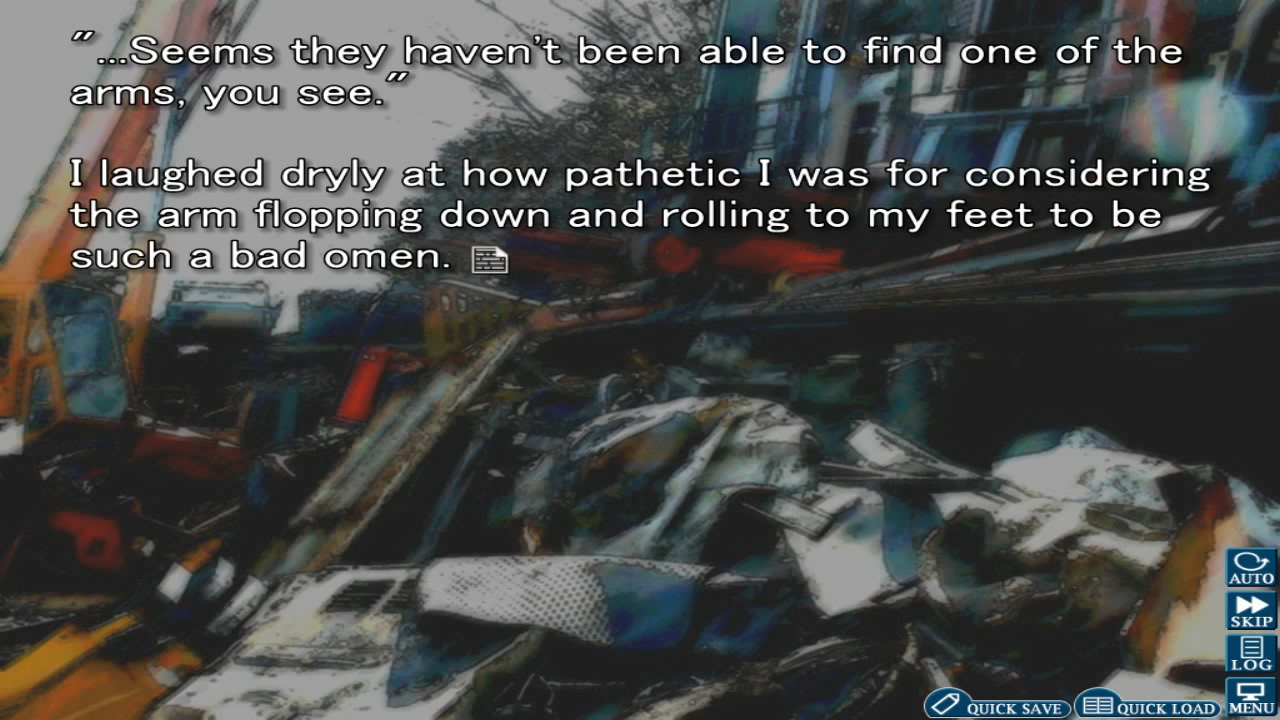 "...Seems they haven't been able to find one of the
arms, you see."
I laughed dryly at how pathetic I was for considering
the arm flopping down and rolling to my feet to be
such a bad omen.
AUTO
SKIP
LOG
MENU
QUICK SAVE
QUICK LOAD